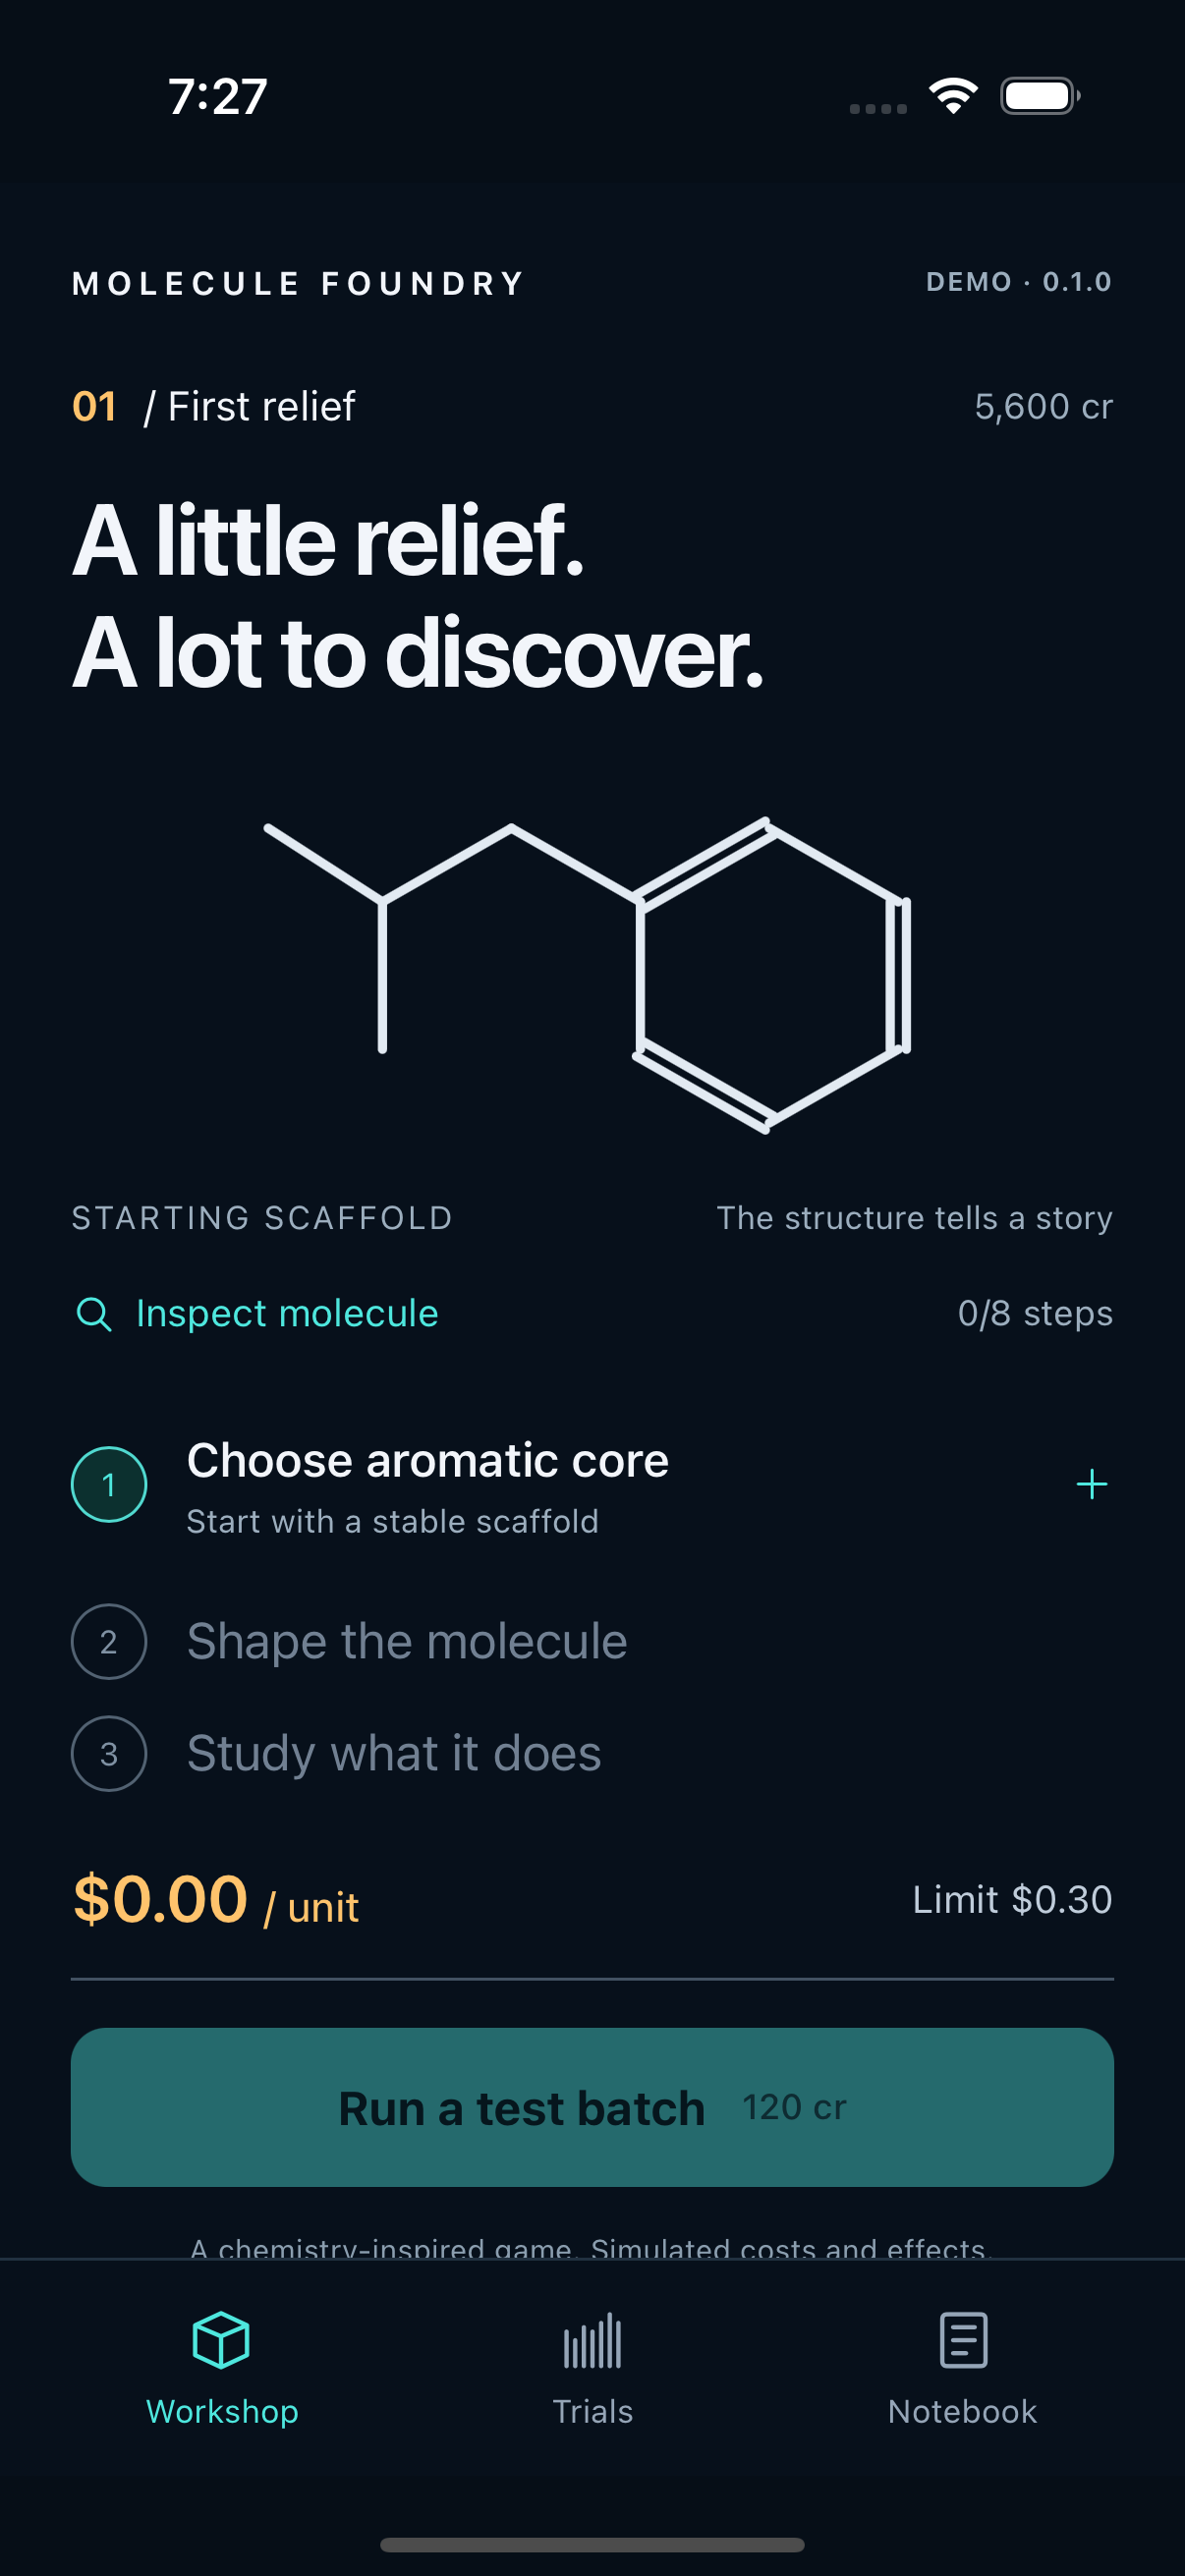 7:27
MOLECULE FOUNDRY
DEMO · 0.1.0
01 / First relief
5,600 cr
A little relief.
A lot to discover.
STARTING SCAFFOLD
The structure tells a story
Inspect molecule
0/8 steps
1
Choose aromatic core
Start with a stable scaffold
2
Shape the molecule
3
Study what it does
$0.00 / unit
Limit $0.30
Run a test batch 120 cr
A chemistry-inspired game. Simulated costs and effects.
Workshop
Trials
Notebook